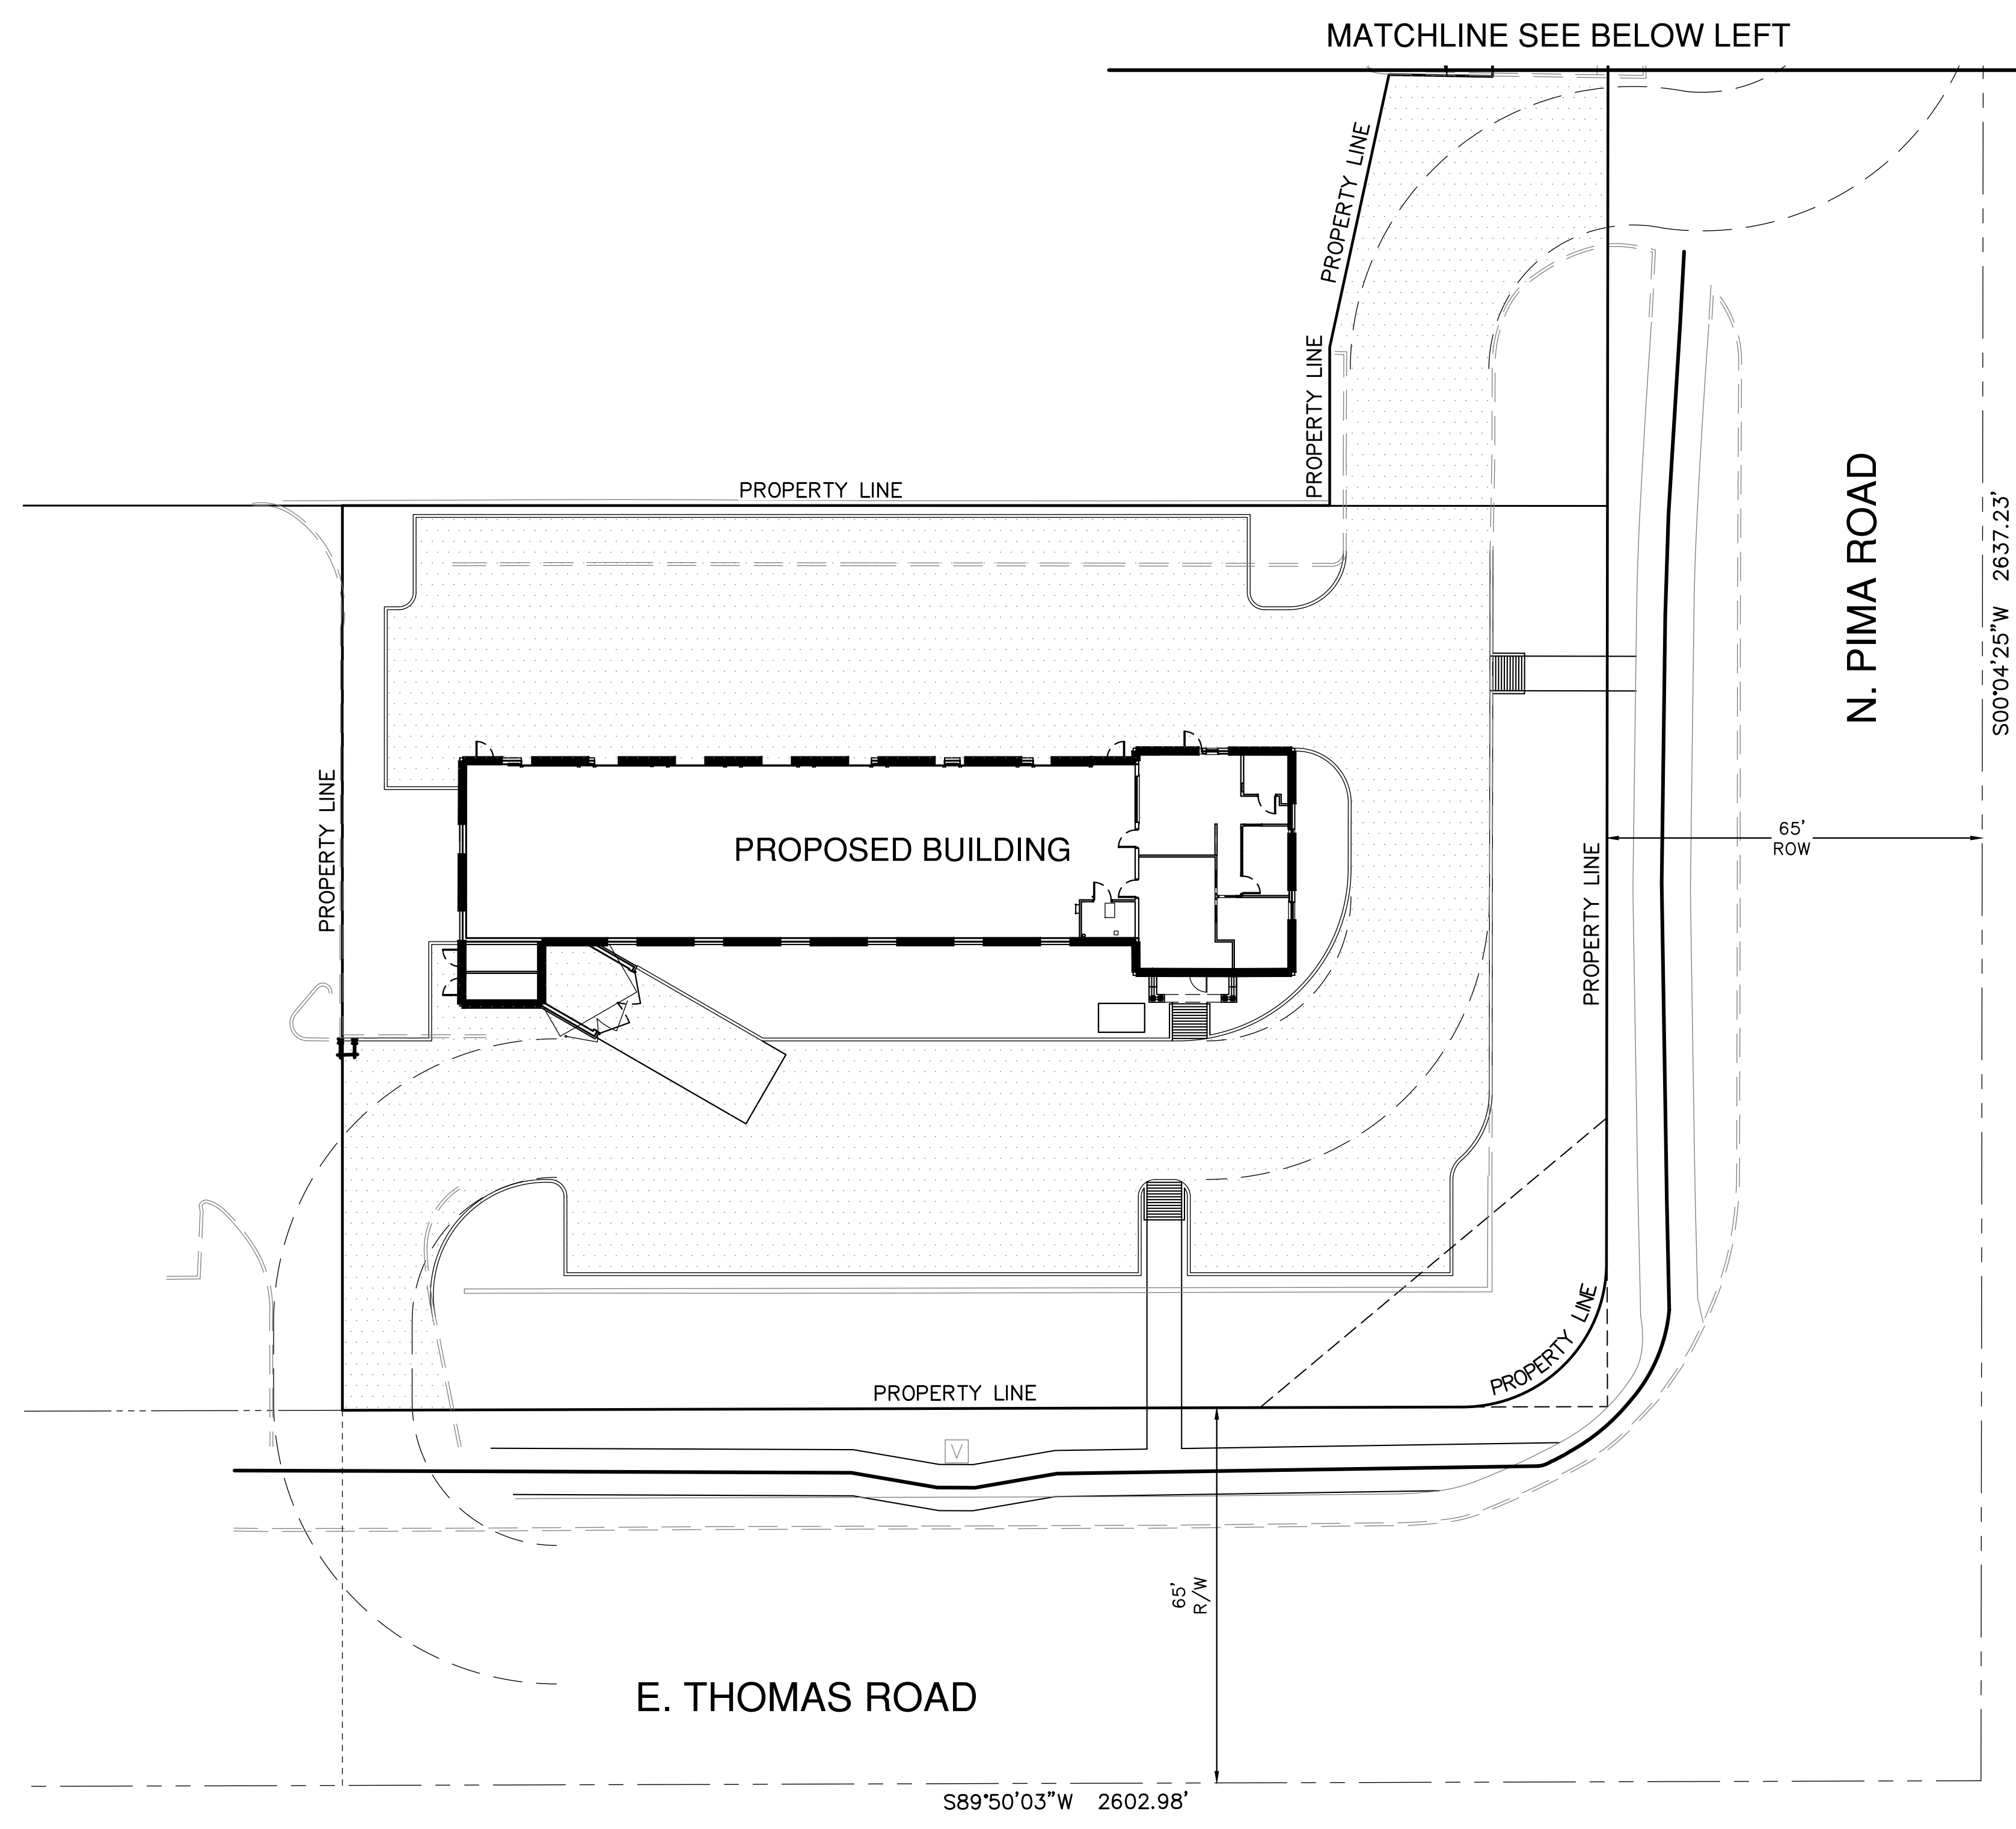 MATCHLINE SEE BELOW LEFT
PROPERTY LINE
PROPERTY LINE
PROPERTY LINE
N. PIMA ROAD
S00°04'25"W 2637.23'
PROPERTY LINE
PROPOSED BUILDING
65'
ROW
PROPERTY LINE
PROPERTY LINE
PROPERTY LINE
V
65'
R/W
E. THOMAS ROAD
S89°50'03"W 2602.98'